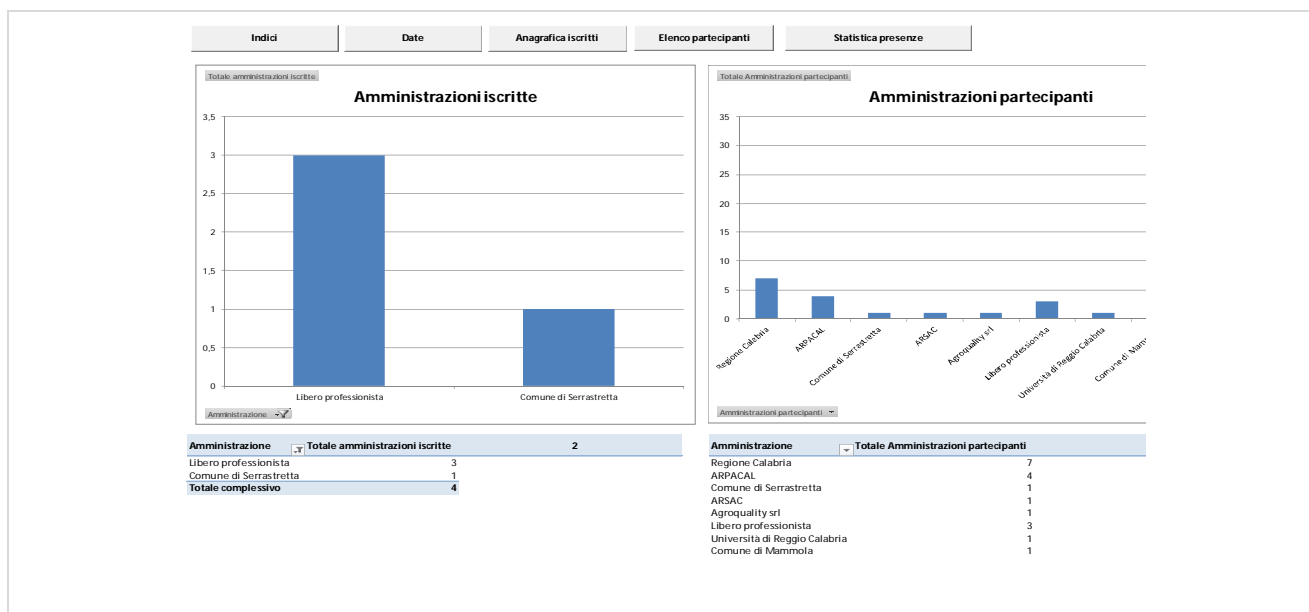 Indici
Date
Anagrafica iscritti
Elenco partecipanti
Statistica presenze
Totale amministrazioni iscritte
Amministrazioni iscritte
3,5
3
2,5
2
1,5
1
0,5
0
Libero professionista
Comune di Serrastretta
Amministrazione
Totale Amministrazioni partecipanti
Amministrazioni partecipanti
35
30
25
20
15
10
5
0
Regione Calabria
ARPACAL
Comune di Serrastretta
ARSAC
Agroquality srl
Libero professionista
Università di Reggio Calabria
Comune di Mamm
Amministrazioni partecipanti
Amministrazione Totale amministrazioni iscritte 2
Libero professionista 3
Comune di Serrastretta 1
Totale complessivo 4
Amministrazione Totale Amministrazioni partecipanti
Regione Calabria 7
ARPACAL 4
Comune di Serrastretta 1
ARSAC 1
Agroquality srl 1
Libero professionista 3
Università di Reggio Calabria 1
Comune di Mammola 1